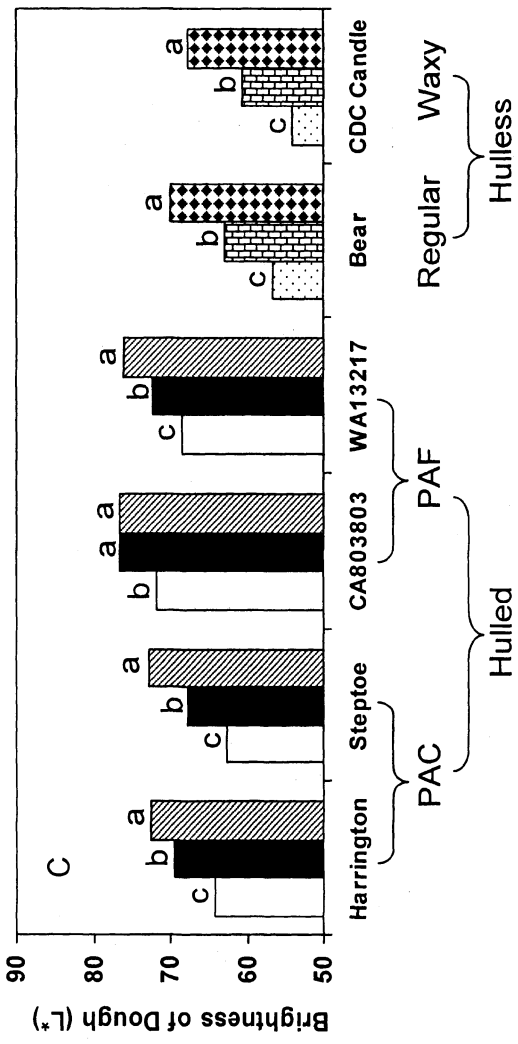 C
Brightness of Dough (L*)
90
80
70
60
50
c b a
c b a
b a a
c b a
c b a
c b a
Harrington Steptoe CA803803 WA13217 Bear CDC Candle
PAC PAF Regular Waxy
Hulled Hulless